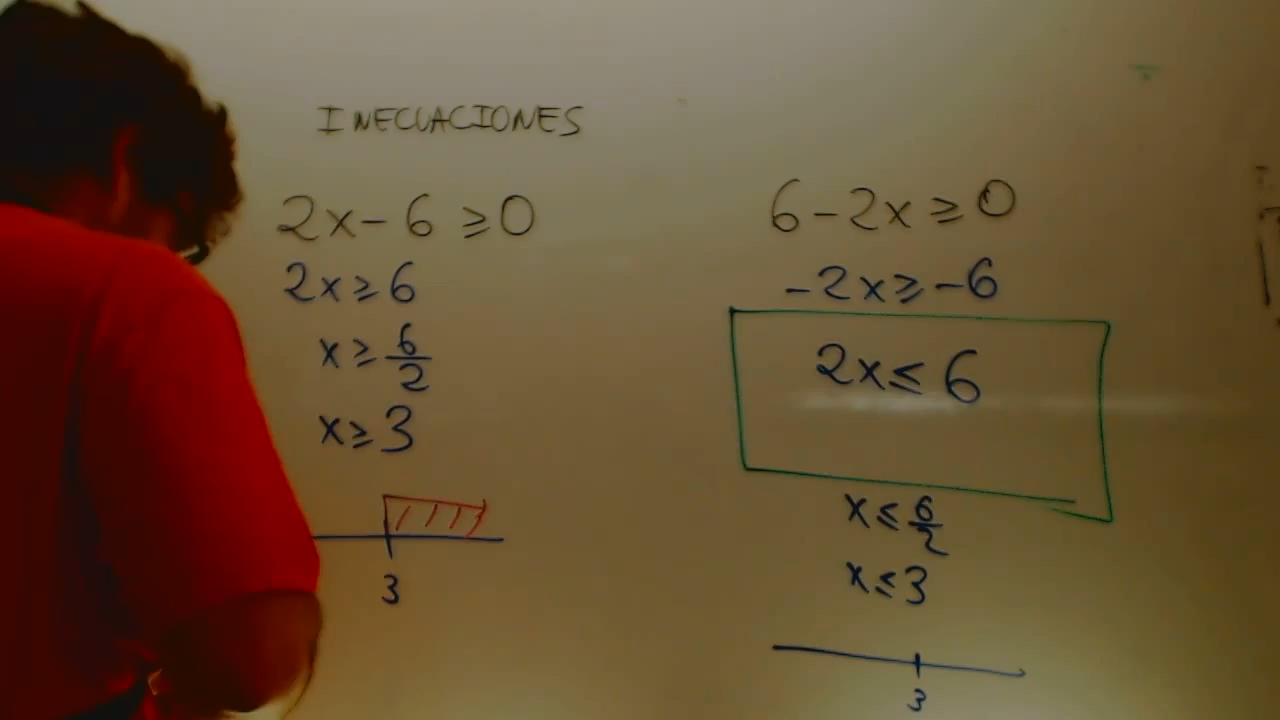 INECUACIONES
2x - 6 ≥ 0
2x ≥ 6
x ≥ 6/2
x ≥ 3
3
6 - 2x ≥ 0
-2x ≥ -6
2x ≤ 6
x ≤ 6/2
x ≤ 3
3